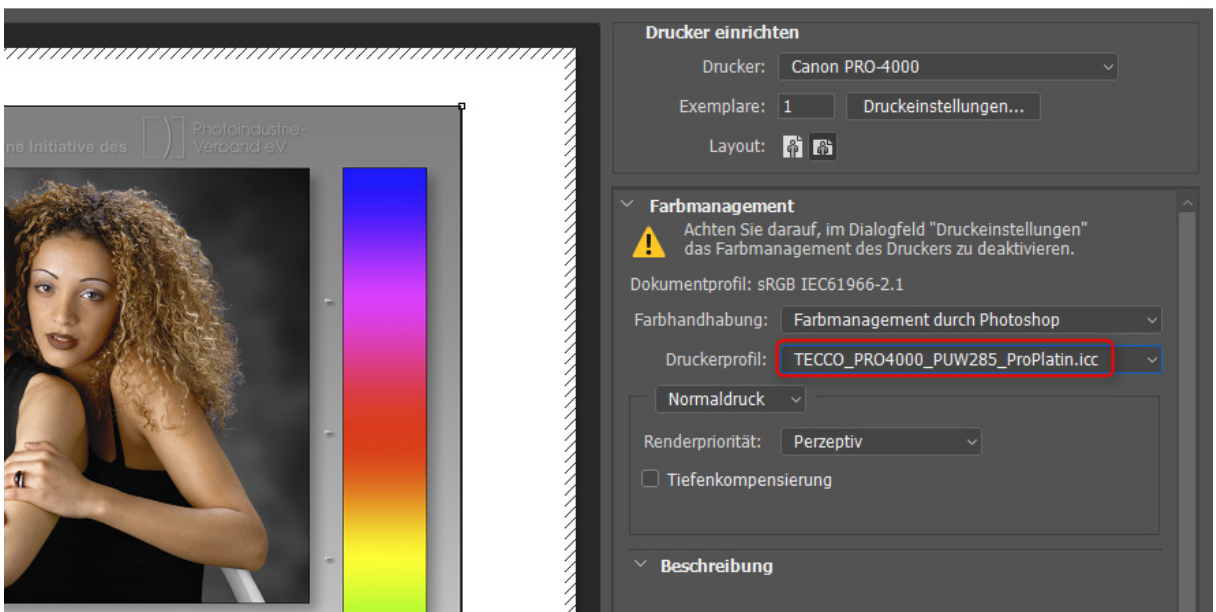 Drucker einrichten
Drucker: Canon PRO-4000
Exemplare: 1 Druckeinstellungen...
Layout:
ne Initiative des Photoindustrie-
Verband eV.
Farbmanagement
Achten Sie darauf, im Dialogfeld "Druckeinstellungen"
das Farbmanagement des Druckers zu deaktivieren.
Dokumentprofil: sRGB IEC61966-2.1
Farbhandhabung: Farbmanagement durch Photoshop
Druckerprofil: TECCO_PRO4000_PUW285_ProPlatin.icc
Normaldruck
Renderpriorität: Perzeptiv
Tiefenkompensierung
Beschreibung